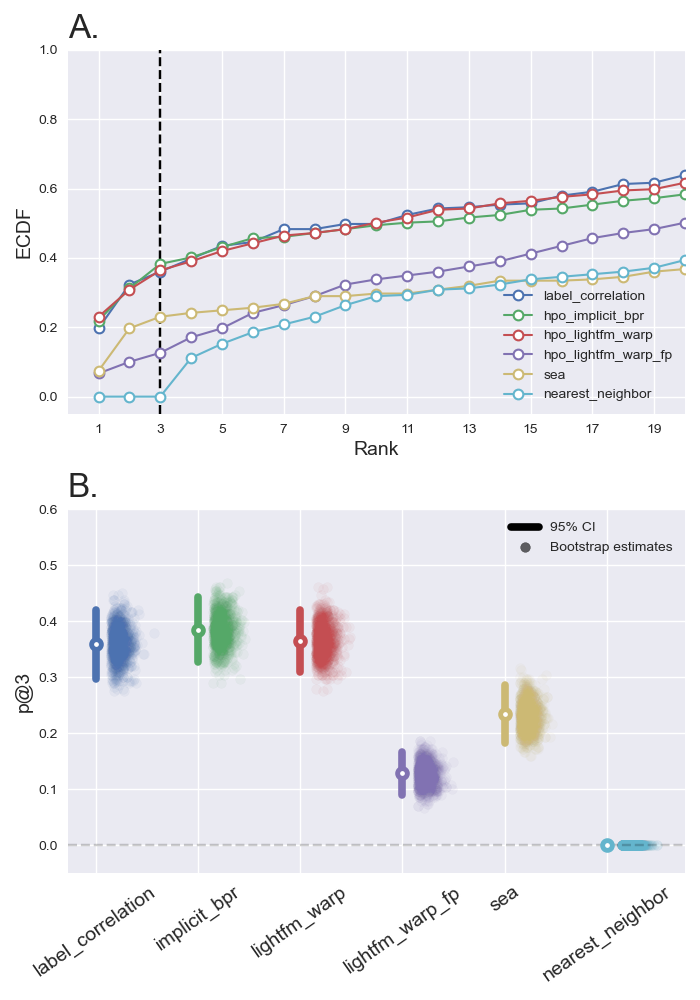 A.
1.0
0.8
0.6
0.4
0.2
0.0
ECDF
label_correlation
hpo_implicit_bpr
hpo_lightfm_warp
hpo_lightfm_warp_fp
sea
nearest_neighbor
1 3 5 7 9 11 13 15 17 19
Rank
B.
0.6
0.5
0.4
0.3
0.2
0.1
0.0
p@3
95% CI
Bootstrap estimates
label_correlation
implicit_bpr
lightfm_warp
lightfm_warp_fp
sea
nearest_neighbor